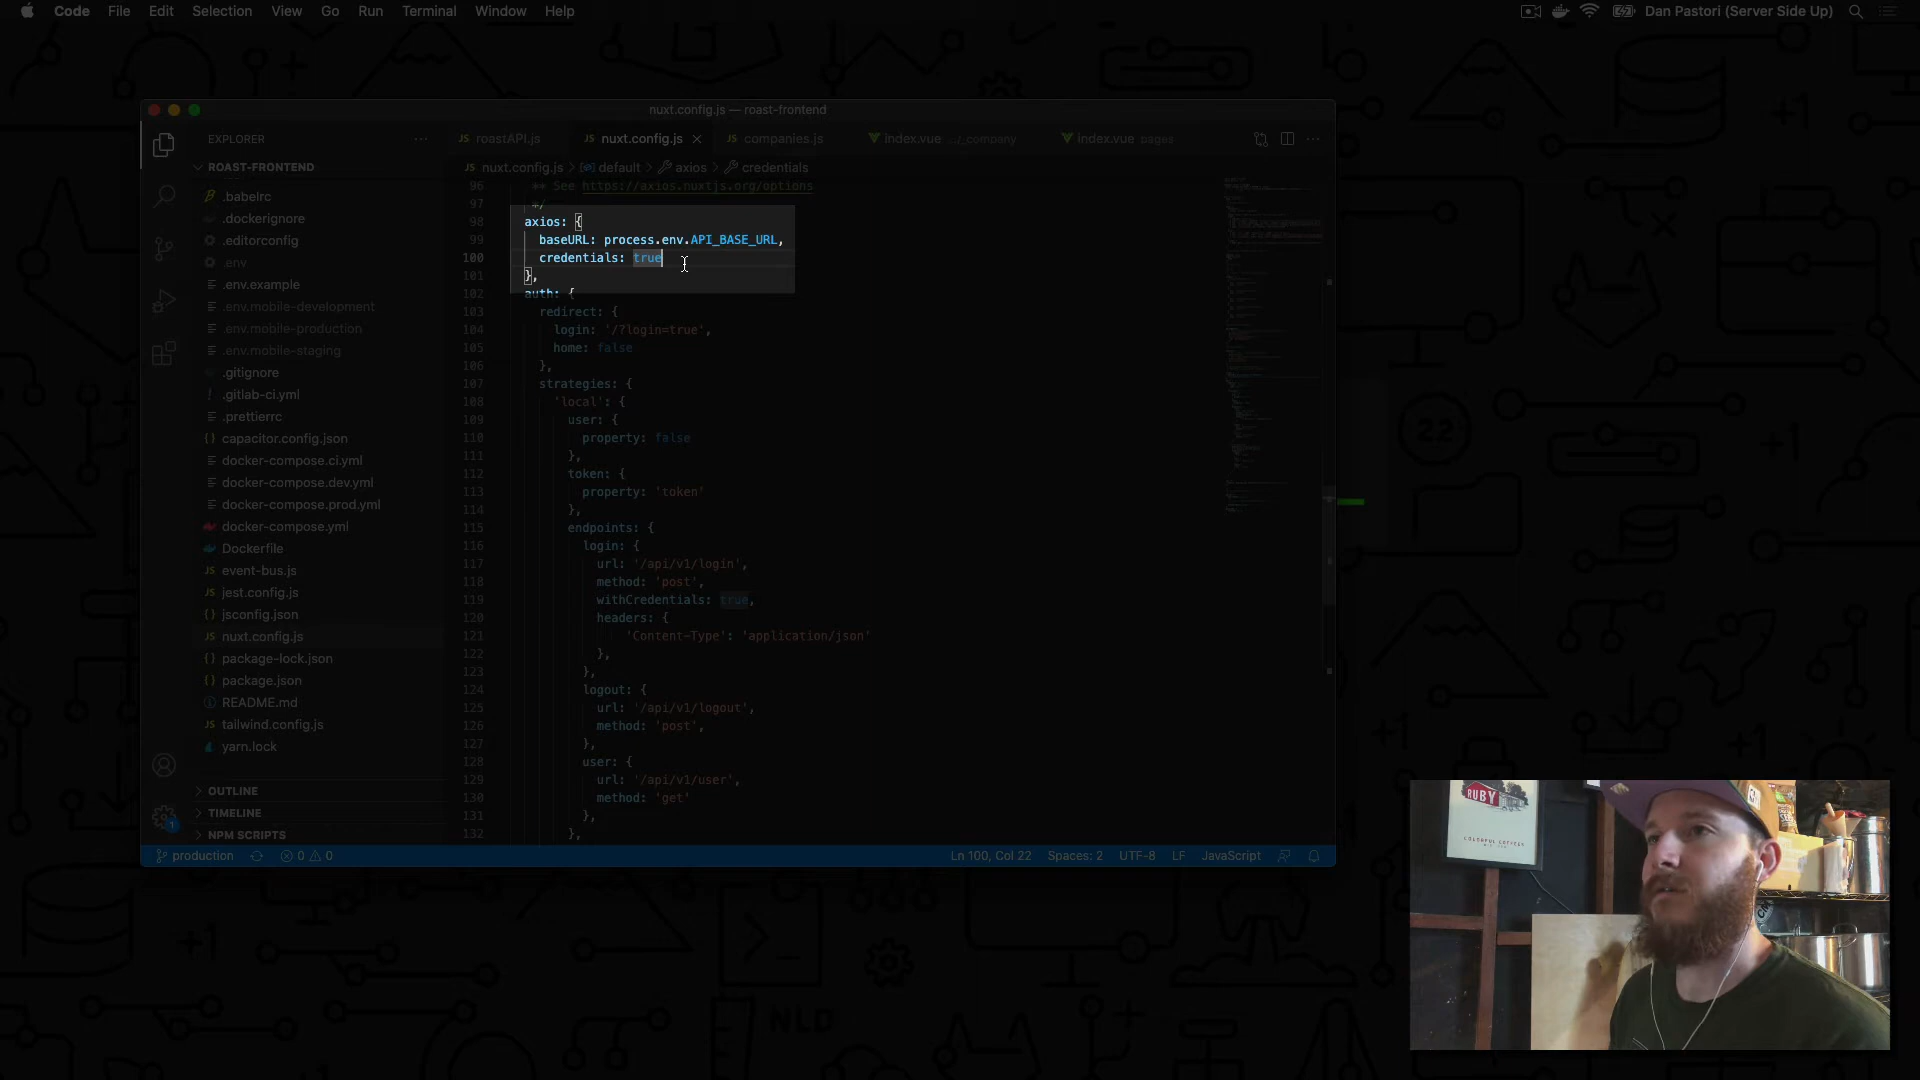 Code File Edit Selection View Go Run Terminal Window Help
Dan Pastori (Server Side Up)
nuxt.config.js — roast-frontend
EXPLORER
roastAPI.js
nuxt.config.js
companies.js
index.vue .../_company
index.vue pages
nuxt.config.js > default > axios > credentials
ROAST-FRONTEND
.babelrc
.dockerignore
.editorconfig
.env
.env.example
.env.mobile-development
.env.mobile-production
.env.mobile-staging
.gitignore
.gitlab-ci.yml
.prettierrc
capacitor.config.json
docker-compose.ci.yml
docker-compose.dev.yml
docker-compose.prod.yml
docker-compose.yml
Dockerfile
event-bus.js
jest.config.js
jsconfig.json
nuxt.config.js
package-lock.json
package.json
README.md
tailwind.config.js
yarn.lock
OUTLINE
TIMELINE
NPM SCRIPTS
96 ** See https://axios.nuxtjs.org/options
97 */
98 axios: {
99 baseURL: process.env.API_BASE_URL,
100 credentials: true
101 },
102 auth: {
103 redirect: {
104 login: '/?login=true',
105 home: false
106 },
107 strategies: {
108 'local': {
109 user: {
110 property: false
111 },
112 token: {
113 property: 'token'
114 },
115 endpoints: {
116 login: {
117 url: '/api/v1/login',
118 method: 'post',
119 withCredentials: true,
120 headers: {
121 'Content-Type': 'application/json'
122 },
123 },
124 logout: {
125 url: '/api/v1/logout',
126 method: 'post',
127 },
128 user: {
129 url: '/api/v1/user',
130 method: 'get'
131 },
132 },
production 0 0
Ln 100, Col 22 Spaces: 2 UTF-8 LF JavaScript
1
+1
22
+1
+1
+1
+1
+1
NLD
RUBY
COLORFUL COFFEES